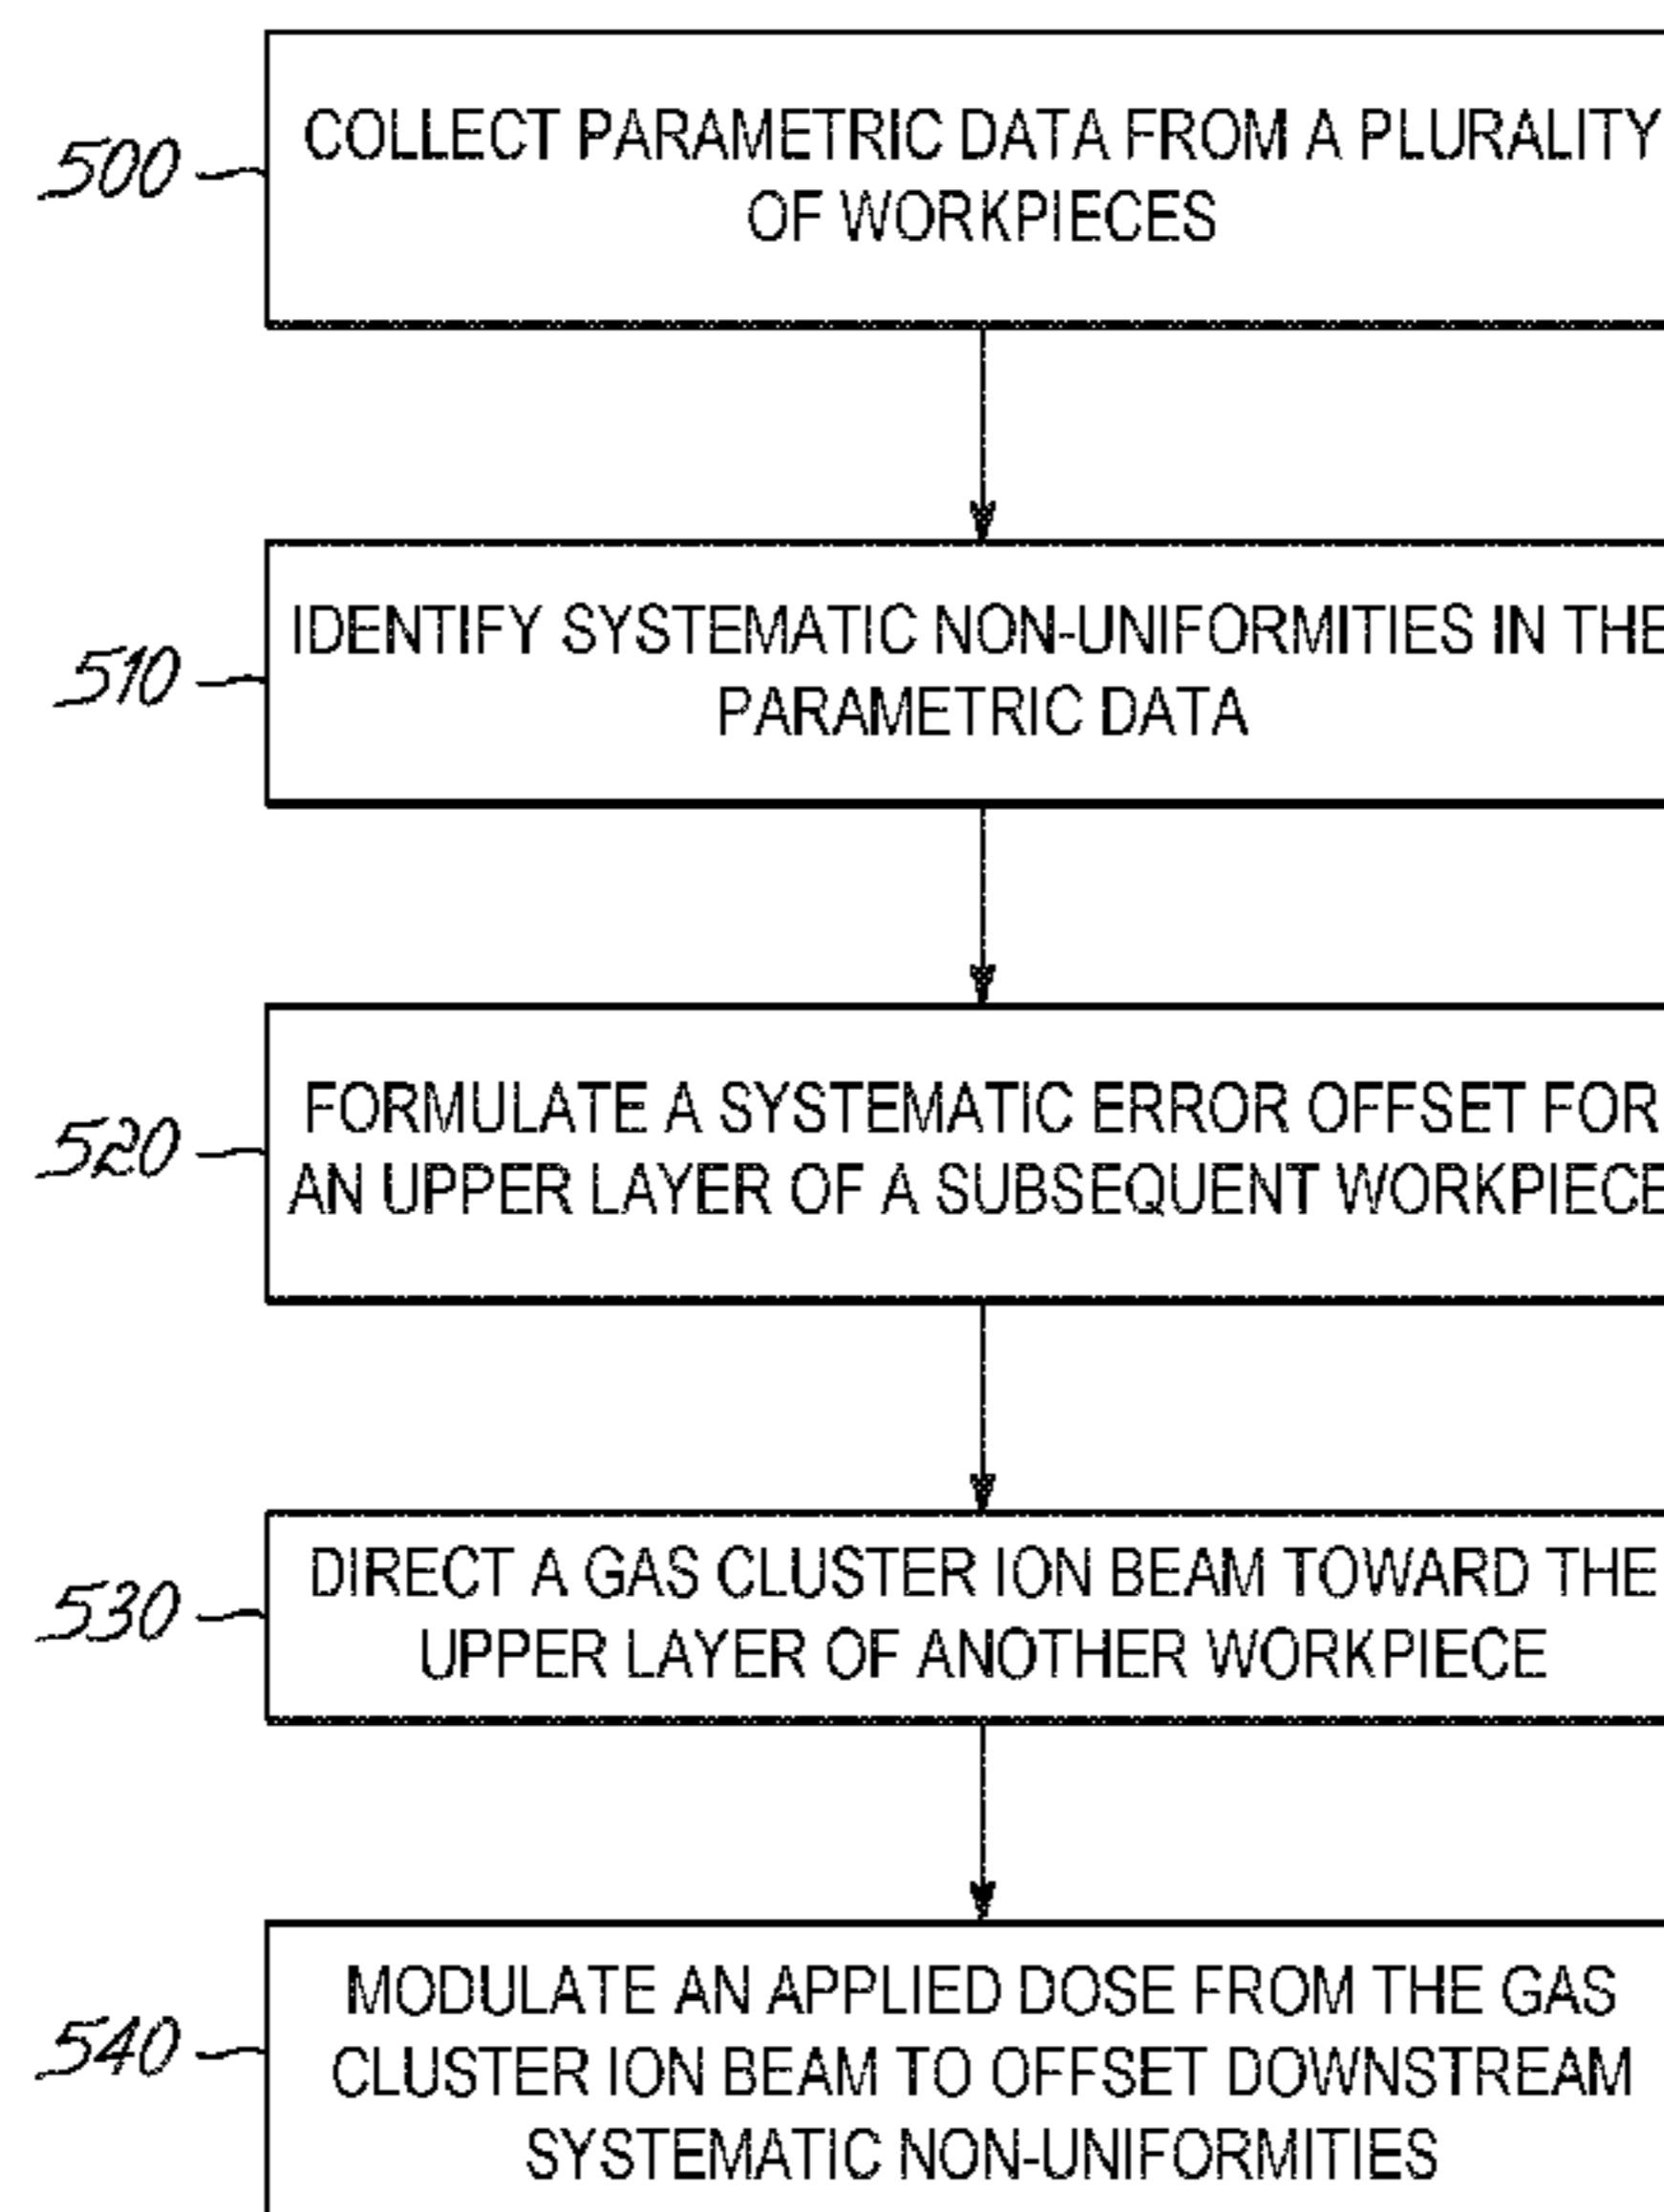 500
COLLECT PARAMETRIC DATA FROM A PLURALITY
OF WORKPIECES
510
IDENTIFY SYSTEMATIC NON-UNIFORMITIES IN THE
PARAMETRIC DATA
520
FORMULATE A SYSTEMATIC ERROR OFFSET FOR
AN UPPER LAYER OF A SUBSEQUENT WORKPIECE
530
DIRECT A GAS CLUSTER ION BEAM TOWARD THE
UPPER LAYER OF ANOTHER WORKPIECE
540
MODULATE AN APPLIED DOSE FROM THE GAS
CLUSTER ION BEAM TO OFFSET DOWNSTREAM
SYSTEMATIC NON-UNIFORMITIES